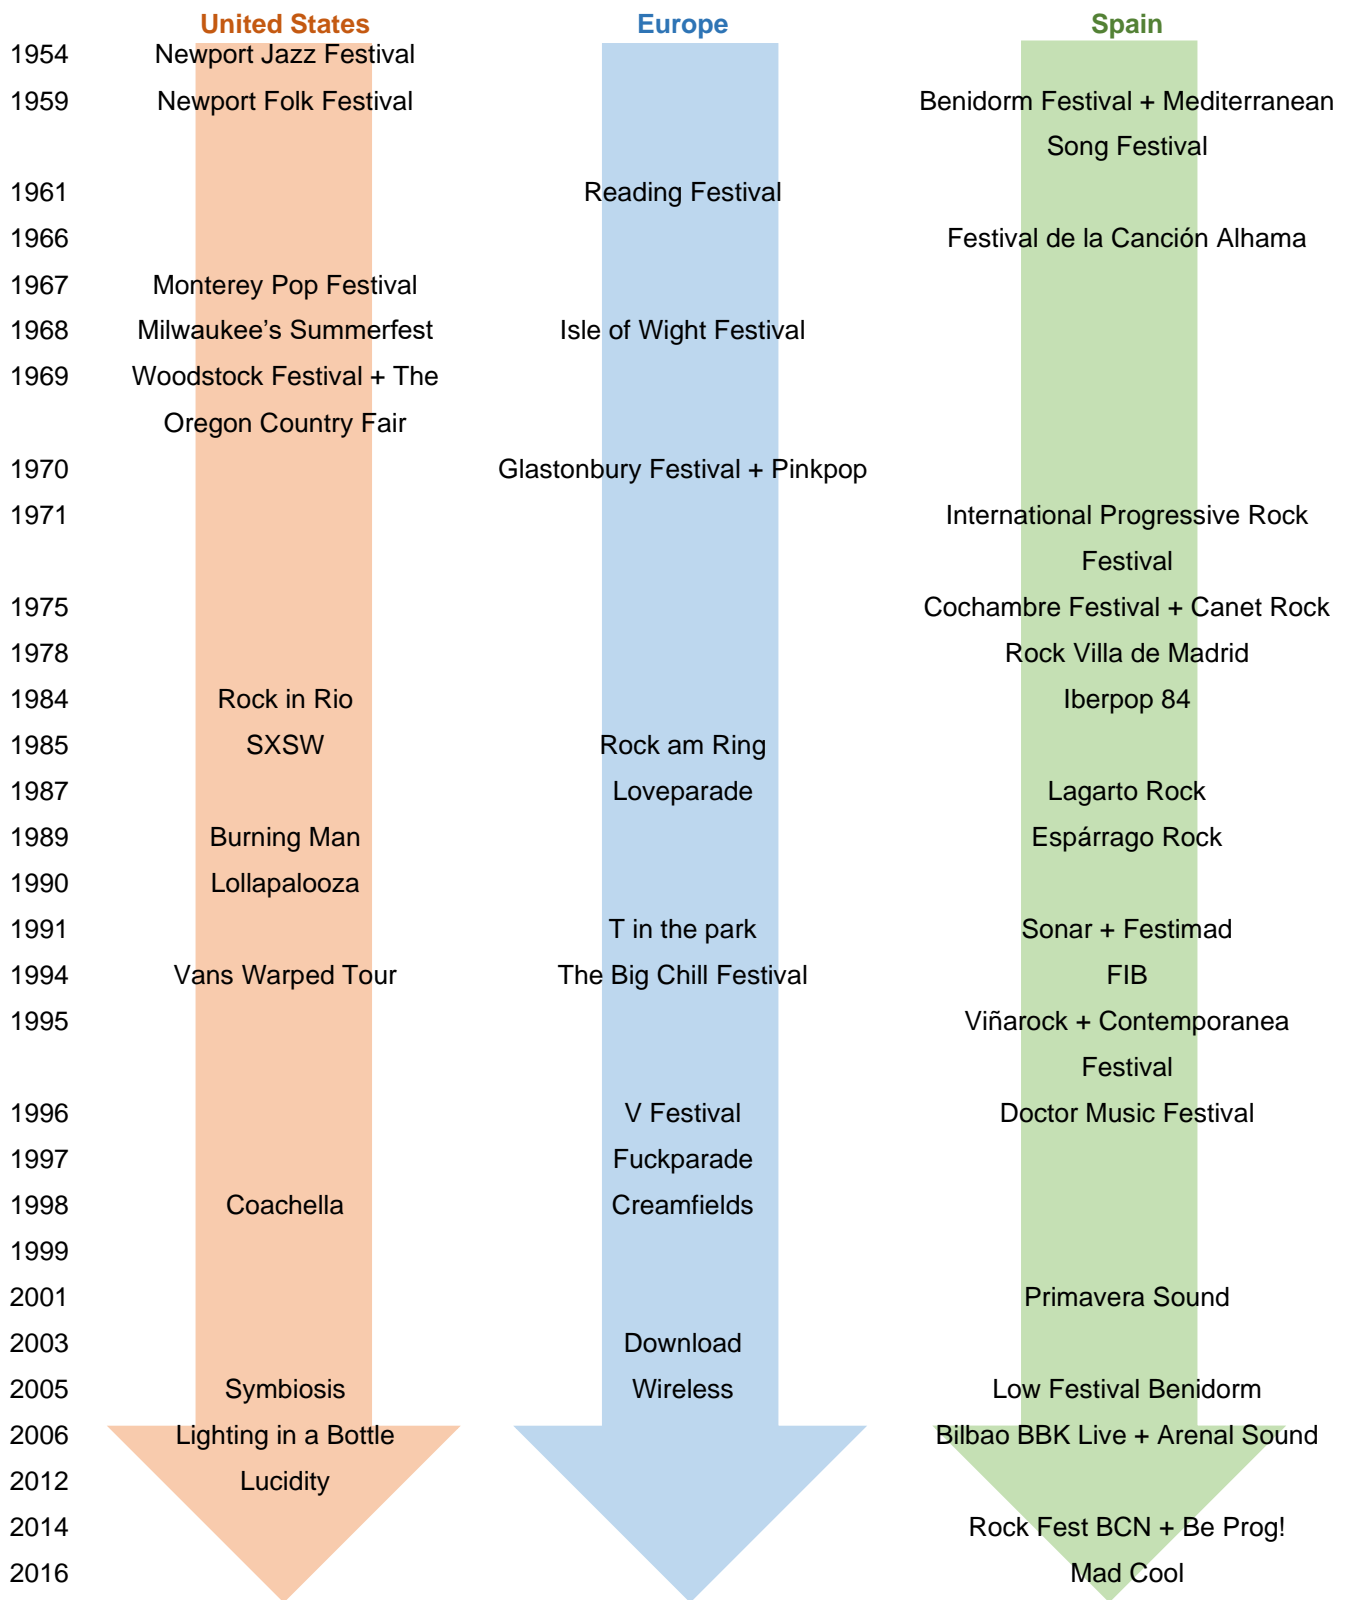 United States Europe Spain
1954 Newport Jazz Festival
1959 Newport Folk Festival Benidorm Festival + Mediterranean
Song Festival
1961 Reading Festival
1966 Festival de la Canción Alhama
1967 Monterey Pop Festival
1968 Milwaukee’s Summerfest Isle of Wight Festival
1969 Woodstock Festival + The
Oregon Country Fair
1970 Glastonbury Festival + Pinkpop
1971 International Progressive Rock
Festival
1975 Cochambre Festival + Canet Rock
1978 Rock Villa de Madrid
1984 Rock in Rio Iberpop 84
1985 SXSW Rock am Ring
1987 Loveparade Lagarto Rock
1989 Burning Man Espárrago Rock
1990 Lollapalooza
1991 T in the park Sonar + Festimad
1994 Vans Warped Tour The Big Chill Festival FIB
1995 Viñarock + Contemporanea
Festival
1996 V Festival Doctor Music Festival
1997 Fuckparade
1998 Coachella Creamfields
1999
2001 Primavera Sound
2003 Download
2005 Symbiosis Wireless Low Festival Benidorm
2006 Lighting in a Bottle Bilbao BBK Live + Arenal Sound
2012 Lucidity
2014 Rock Fest BCN + Be Prog!
2016 Mad Cool